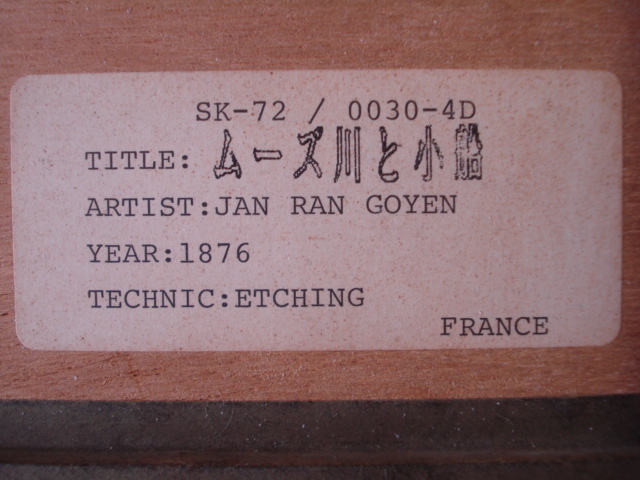 SK-72 / 0030-4D
TITLE: ムーズ川と小船
ARTIST:JAN RAN GOYEN
YEAR:1876
TECHNIC:ETCHING
FRANCE